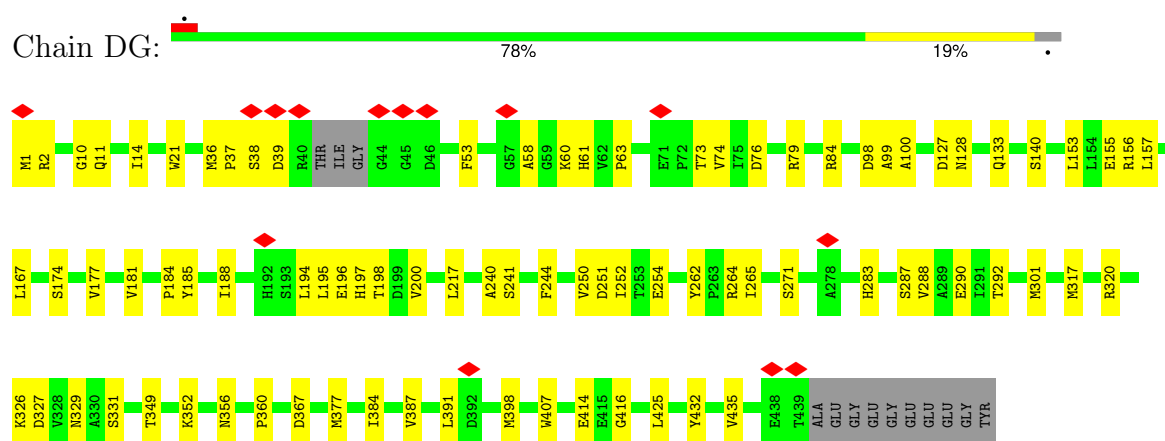 Chain DG:
78%
19%
M1 R2 G10 Q11 I14 W21 M36 P37 S38 D39 R40 THR ILE GLY G44 G45 D46 F53 G57 A58 G59 K60 H61 V62 P63 E71 P72 T73 V74 I75 D76 R79 R84 D98 A99 A100 D127 N128 Q133 S140 L153 L154 E155 R156 L157
L167 S174 V177 V181 P184 Y185 I188 H192 S193 L194 L195 E196 H197 T198 D199 V200 L217 A240 S241 F244 V250 D251 I252 T253 E254 Y262 P263 R264 I265 S271 A278 H283 S287 V288 A289 E290 I291 T292 M301 M317 R320
K326 D327 V328 N329 A330 S331 T349 K352 N356 P360 D367 M377 I384 V387 L391 D392 M398 W407 E414 E415 G416 L425 Y432 V435 E438 T439 ALA GLU GLY GLU GLY GLU GLU GLU GLY TYR